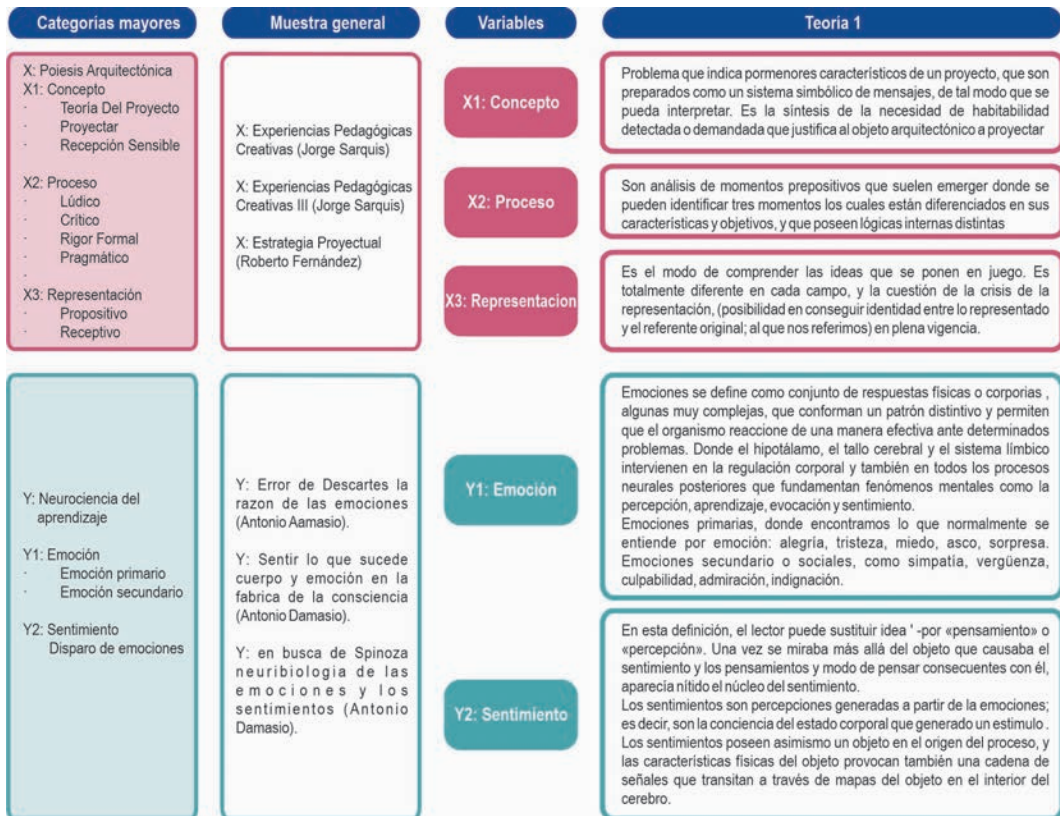 Categorias mayores
Muestra general
Variables
Teoría 1
X: Poiesis Arquitectónica
X1: Concepto
· Teoría Del Proyecto
· Proyectar
· Recepción Sensible
X2: Proceso
· Lúdico
· Crítico
· Rigor Formal
· Pragmático
·
X3: Representación
· Propositivo
· Receptivo
X: Experiencias Pedagógicas
Creativas (Jorge Sarquis)
X: Experiencias Pedagógicas
Creativas III (Jorge Sarquis)
X: Estrategia Proyectual
(Roberto Fernández)
X1: Concepto
Problema que indica pormenores característicos de un proyecto, que son
preparados como un sistema simbólico de mensajes, de tal modo que se
pueda interpretar. Es la síntesis de la necesidad de habitabilidad
detectada o demandada que justifica al objeto arquitectónico a proyectar
X2: Proceso
Son análisis de momentos prepositivos que suelen emerger donde se
pueden identificar tres momentos los cuales están diferenciados en sus
características y objetivos, y que poseen lógicas internas distintas
X3: Representacion
Es el modo de comprender las ideas que se ponen en juego. Es
totalmente diferente en cada campo, y la cuestión de la crisis de la
representación, (posibilidad en conseguir identidad entre lo representado
y el referente original; al que nos referimos) en plena vigencia.
Y: Neurociencia del
aprendizaje
Y1: Emoción
· Emoción primario
· Emoción secundario
Y2: Sentimiento
Disparo de emociones
Y: Error de Descartes la
razon de las emociones
(Antonio Aamasio).
Y: Sentir lo que sucede
cuerpo y emoción en la
fabrica de la consciencia
(Antonio Damasio).
Y: en busca de Spinoza
neuribiologia de las
emociones y los
sentimientos (Antonio
Damasio).
Y1: Emoción
Emociones se define como conjunto de respuestas físicas o corporias ,
algunas muy complejas, que conforman un patrón distintivo y permiten
que el organismo reaccione de una manera efectiva ante determinados
problemas. Donde el hipotálamo, el tallo cerebral y el sistema límbico
intervienen en la regulación corporal y también en todos los procesos
neurales posteriores que fundamentan fenómenos mentales como la
percepción, aprendizaje, evocación y sentimiento.
Emociones primarias, donde encontramos lo que normalmente se
entiende por emoción: alegría, tristeza, miedo, asco, sorpresa.
Emociones secundario o sociales, como simpatía, vergüenza,
culpabilidad, admiración, indignación.
Y2: Sentimiento
En esta definición, el lector puede sustituir idea ' -por «pensamiento» o
«percepción». Una vez se miraba más allá del objeto que causaba el
sentimiento y los pensamientos y modo de pensar consecuentes con él,
aparecía nítido el núcleo del sentimiento.
Los sentimientos son percepciones generadas a partir de la emociones;
es decir, son la conciencia del estado corporal que generado un estimulo .
Los sentimientos poseen asimismo un objeto en el origen del proceso, y
las características físicas del objeto provocan también una cadena de
señales que transitan a través de mapas del objeto en el interior del
cerebro.